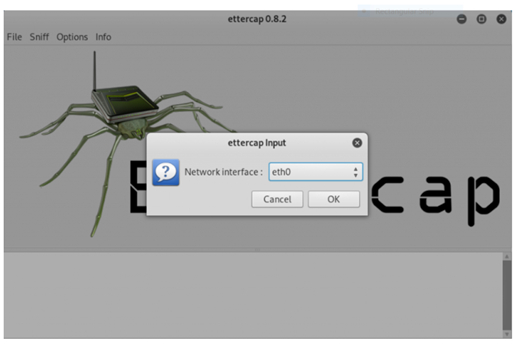 ettercap 0.8.2
File Sniff Options Info
ettercap Input
Network interface : eth0
Cancel OK
E cap